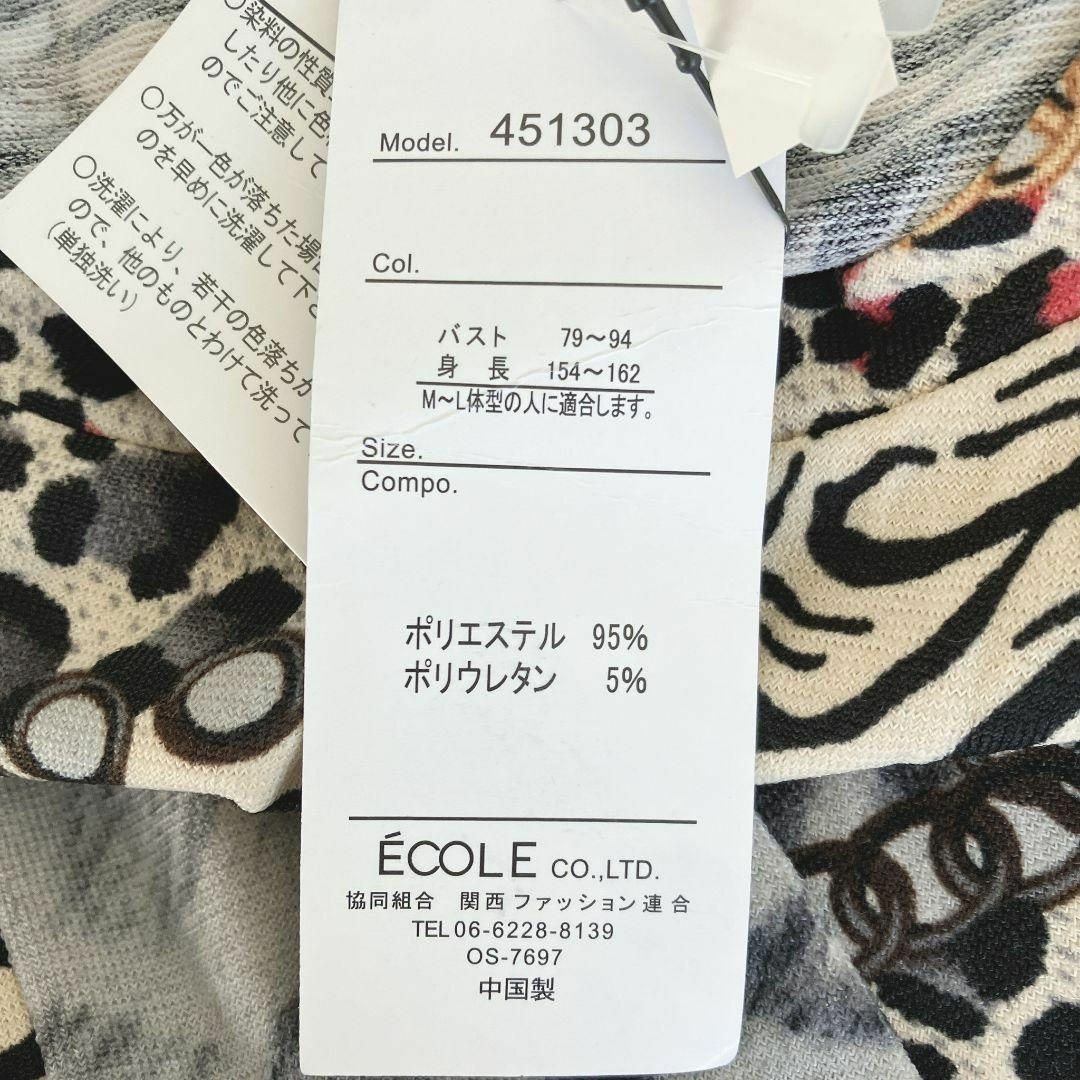 ○染料の性質
したり他に色
のでご注意して
○万が一色が落ちた場
のを早めに洗濯して下さ
○洗濯により、若干の色落ちが
ので、他のものとわけて洗って
(単独洗い)
Model. 451303
Col.
バスト 79～94
身 長 154～162
M～L体型の人に適合します。
Size.
Compo.
ポリエステル 95%
ポリウレタン 5%
ÉCOLE CO.,LTD.
協同組合 関西ファッション連合
TEL 06-6228-8139
OS-7697
中国製